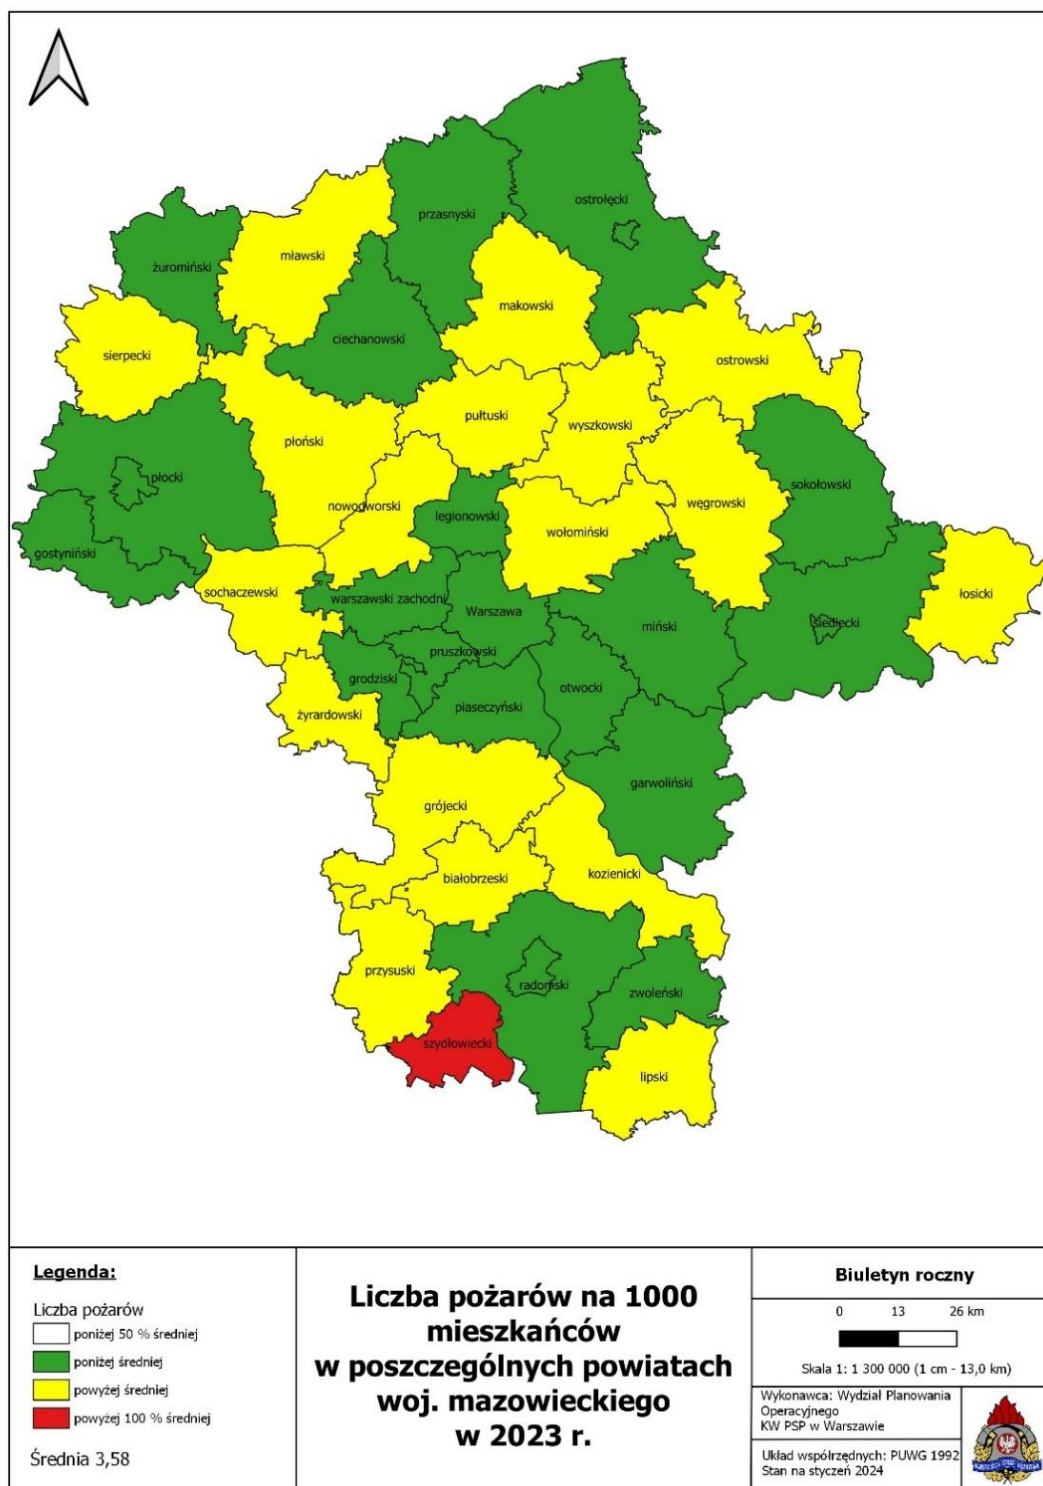 ostrołęcki
przasnyski
mławski
żuromiński
makowski
ciechanowski
sierpecki
ostrowski
pułtuski
wyszkowski
płoński
płocki
sokołowski
nowodworski
węgrowski
legionowski
wołomiński
gostyniński
sochaczewski
warszawski zachodni
łosicki
Warszawa
miński
siedlecki
pruszkowski
grodziski
otwocki
piaseczyński
żyrardowski
garwoliński
grójecki
kozienicki
białobrzeski
przysuski
radomski
zwoleński
szydłowiecki
lipski
Legenda:
Liczba pożarów
poniżej 50 % średniej
poniżej średniej
powyżej średniej
powyżej 100 % średniej
Średnia 3,58
Liczba pożarów na 1000
mieszkańców
w poszczególnych powiatach
woj. mazowieckiego
w 2023 r.
Biuletyn roczny
0 13 26 km
Skala 1: 1 300 000 (1 cm - 13,0 km)
Wykonawca: Wydział Planowania
Operacyjnego
KW PSP w Warszawie
Układ współrzędnych: PUWG 1992
Stan na styczeń 2024